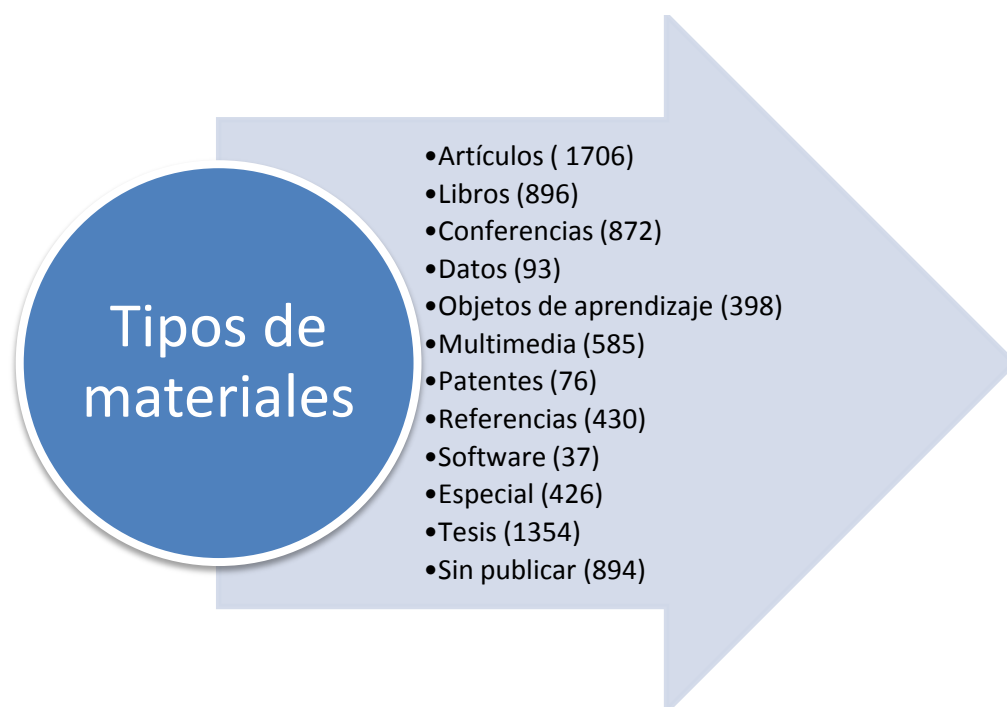 Tipos de
materiales
•Artículos ( 1706)
•Libros (896)
•Conferencias (872)
•Datos (93)
•Objetos de aprendizaje (398)
•Multimedia (585)
•Patentes (76)
•Referencias (430)
•Software (37)
•Especial (426)
•Tesis (1354)
•Sin publicar (894)